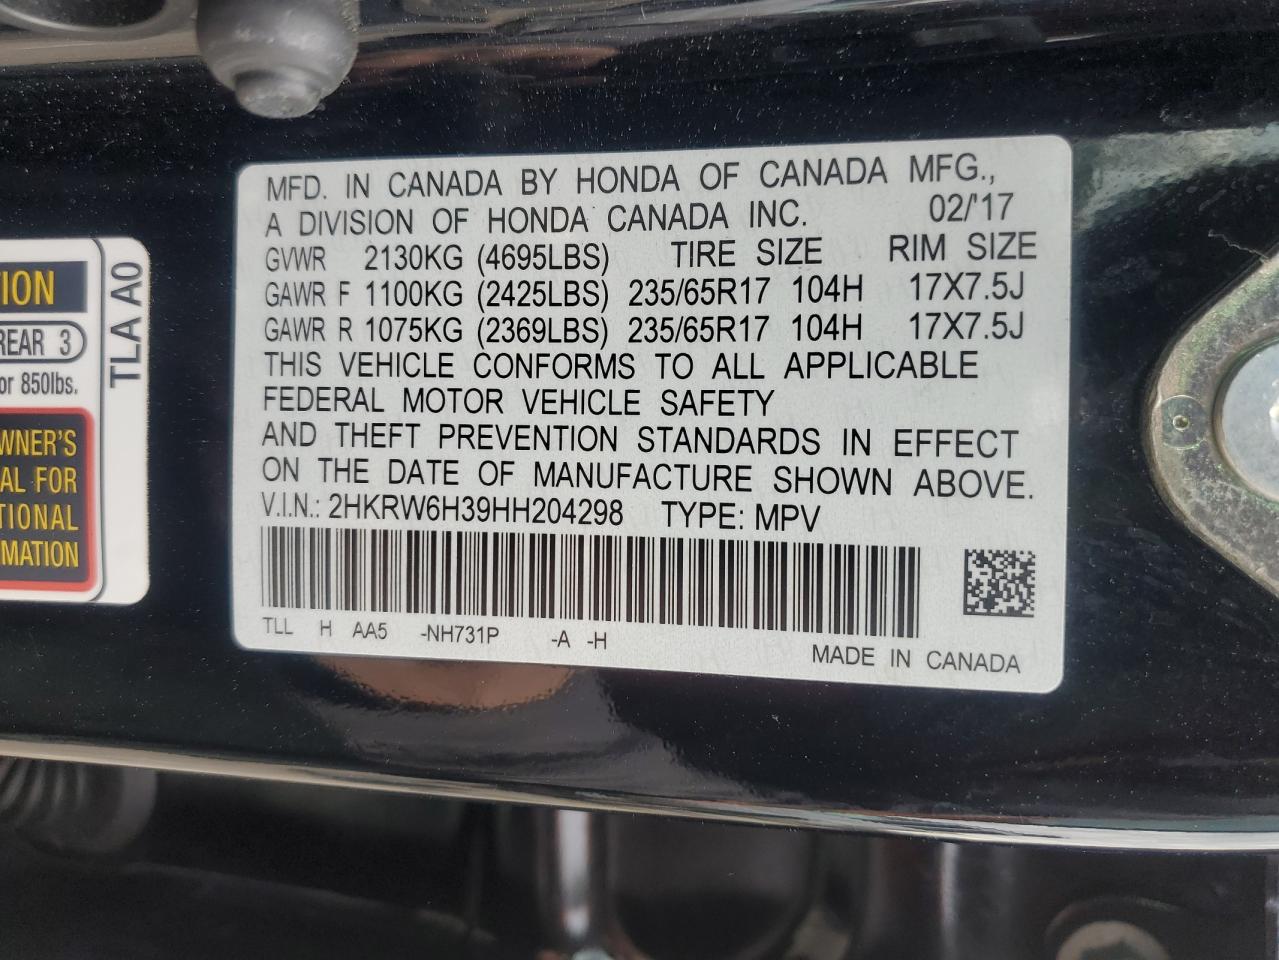 MFD. IN CANADA BY HONDA OF CANADA MFG.,
A DIVISION OF HONDA CANADA INC. 02/'17
GVWR 2130KG (4695LBS) TIRE SIZE RIM SIZE
GAWR F 1100KG (2425LBS) 235/65R17 104H 17X7.5J
GAWR R 1075KG (2369LBS) 235/65R17 104H 17X7.5J
THIS VEHICLE CONFORMS TO ALL APPLICABLE
FEDERAL MOTOR VEHICLE SAFETY
AND THEFT PREVENTION STANDARDS IN EFFECT
ON THE DATE OF MANUFACTURE SHOWN ABOVE.
V.I.N.: 2HKRW6H39HH204298 TYPE: MPV
TLL H AA5 -NH731P -A -H
MADE IN CANADA
TION
REAR 3
or 850lbs.
WNER'S
AL FOR
TIONAL
MATION
TLA A0